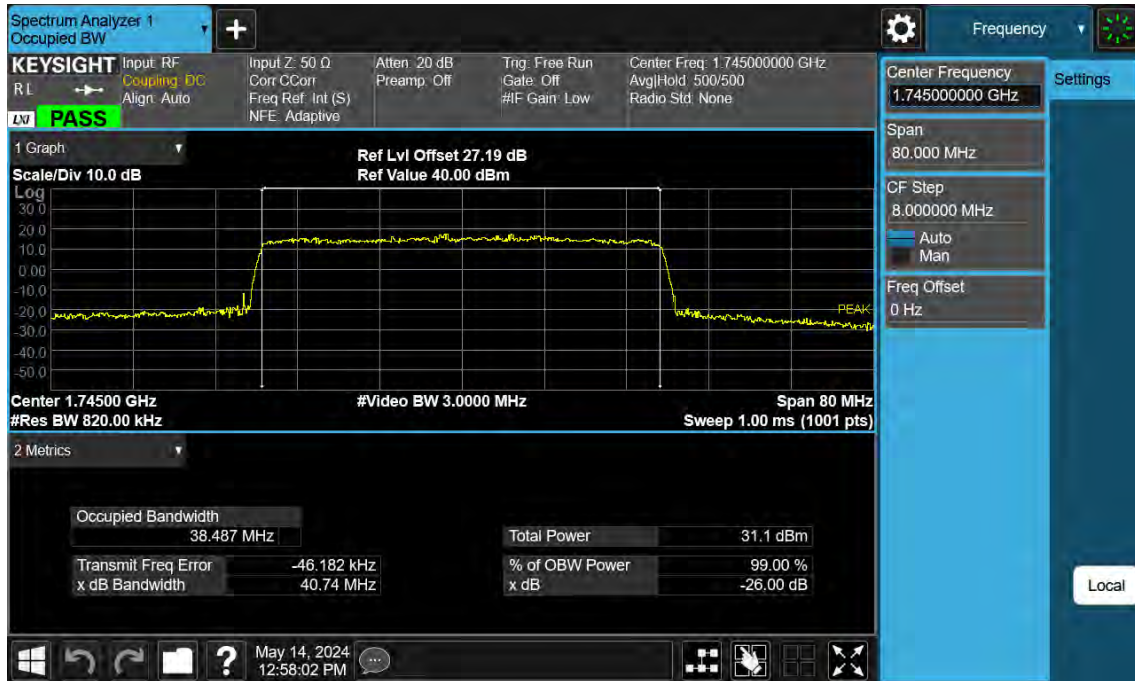 Spectrum Analyzer 1
Occupied BW
+
Frequency
KEYSIGHT
Input: RF
Input Z: 50 Ω
Atten: 20 dB
Trig: Free Run
Center Freq: 1.745000000 GHz
RL
Coupling: DC
Corr CCorr
Preamp: Off
Gate: Off
Avg|Hold: 500/500
Align: Auto
Freq Ref: Int (S)
#IF Gain: Low
Radio Std: None
NFE: Adaptive
LXI
PASS
Center Frequency
1.745000000 GHz
Settings
Span
80.000 MHz
CF Step
8.000000 MHz
Auto
Man
Freq Offset
0 Hz
Local
1 Graph
Ref Lvl Offset 27.19 dB
Scale/Div 10.0 dB
Ref Value 40.00 dBm
Log
30.0
20.0
10.0
0.00
-10.0
-20.0
-30.0
-40.0
-50.0
PEAK
Center 1.74500 GHz
#Video BW 3.0000 MHz
Span 80 MHz
#Res BW 820.00 kHz
Sweep 1.00 ms (1001 pts)
2 Metrics
Occupied Bandwidth
38.487 MHz
Total Power
31.1 dBm
Transmit Freq Error
-46.182 kHz
% of OBW Power
99.00 %
x dB Bandwidth
40.74 MHz
x dB
-26.00 dB
?
May 14, 2024
12:58:02 PM